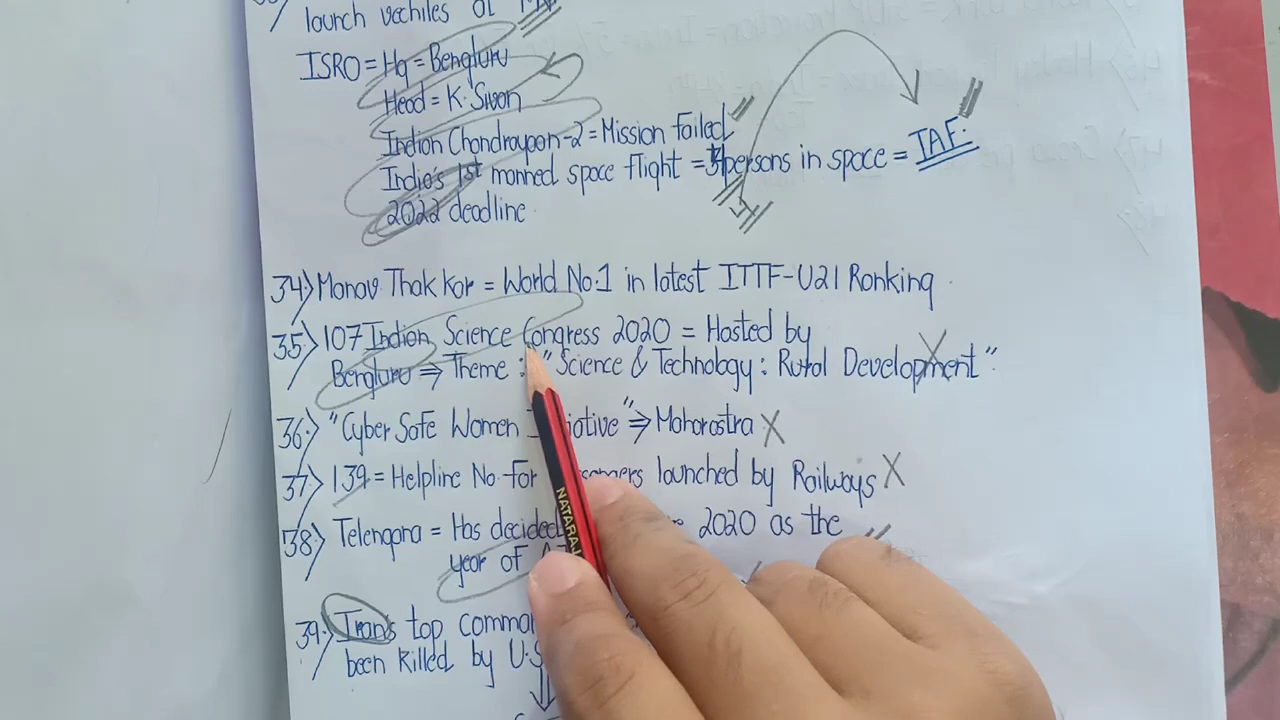 launch vechiles of
ISRO = Hq = Bengluru
Head = K. Sivan
Indian Chandrayan-2 = Mission Failed
India's 1st manned space flight = persons in space = IAF.
2022 deadline
34) Manav Thakkar = World No.1 in latest ITTF-U21 Ranking
35) 107 Indian Science Congress 2020 = Hosted by
Bengluru ⇒ Theme : "Science & Technology : Rural Development"
36) "Cyber Safe Women ⇒ Maharastra X
37) 139 = Helpline No. for launched by Railways X
38) Telengana = Has decided 2020 as the
year of
39) Iran's top
been killed by U.S
NATARAJ